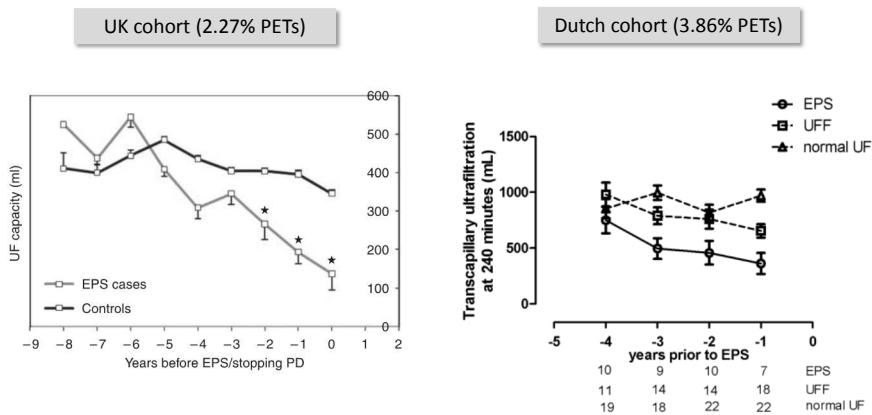 UK cohort (2.27% PETs)
Dutch cohort (3.86% PETs)
UF capacity (ml)
600
500
400
300
200
100
0
★
★
★
EPS cases
Controls
−9 −8 −7 −6 −5 −4 −3 −2 −1 0 1 2
Years before EPS/stopping PD
EPS
UFF
normal UF
Transcapillary ultrafiltration
at 240 minutes (mL)
1500
1000
500
0
-5 -4 -3 -2 -1 0
years prior to EPS
10 9 10 7 EPS
11 14 14 18 UFF
19 18 22 22 normal UF